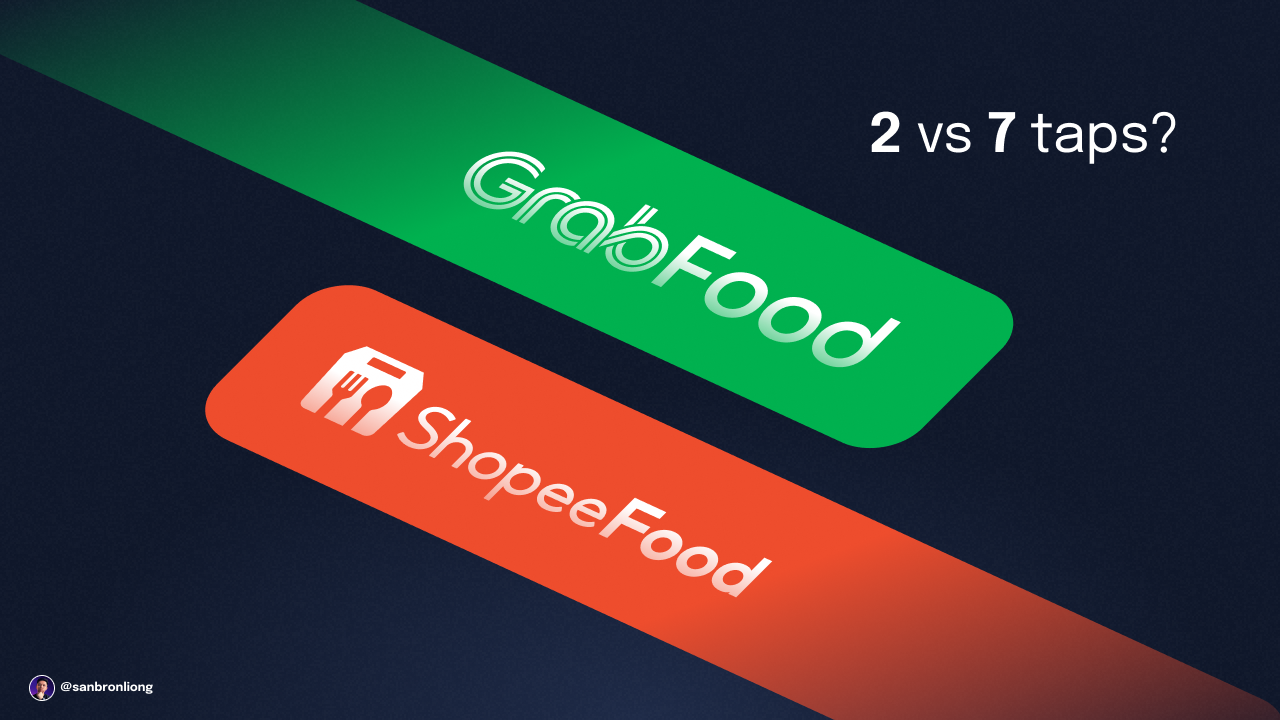 2 vs 7 taps?
GrabFood
ShopeeFood
@sanbronliong